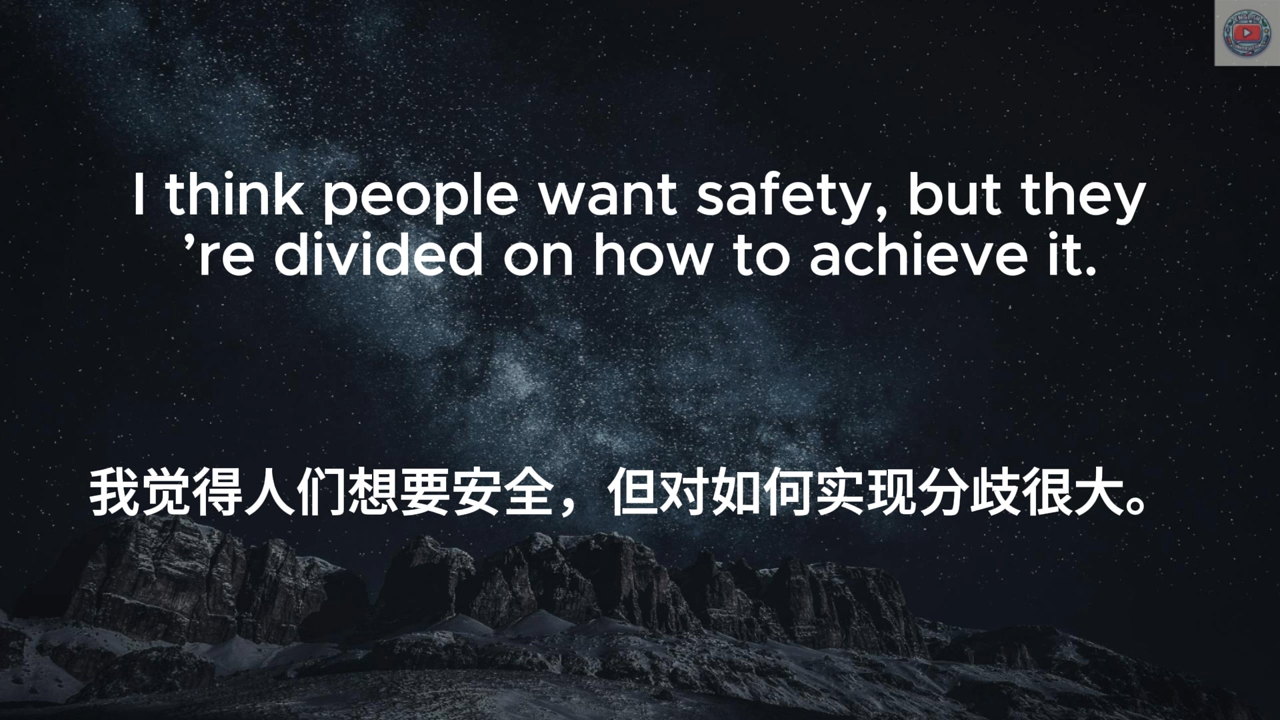 I think people want safety, but they
’re divided on how to achieve it.
我觉得人们想要安全，但对如何实现分歧很大。